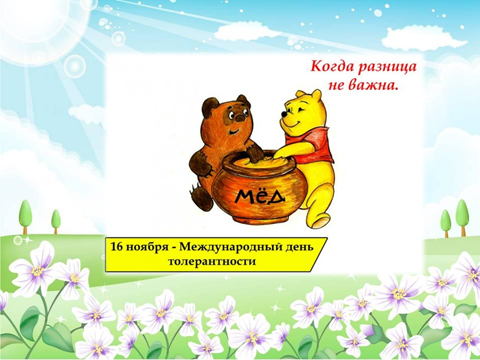 Когда разница
не важна.
МЁД
16 ноября - Международный день
толерантности